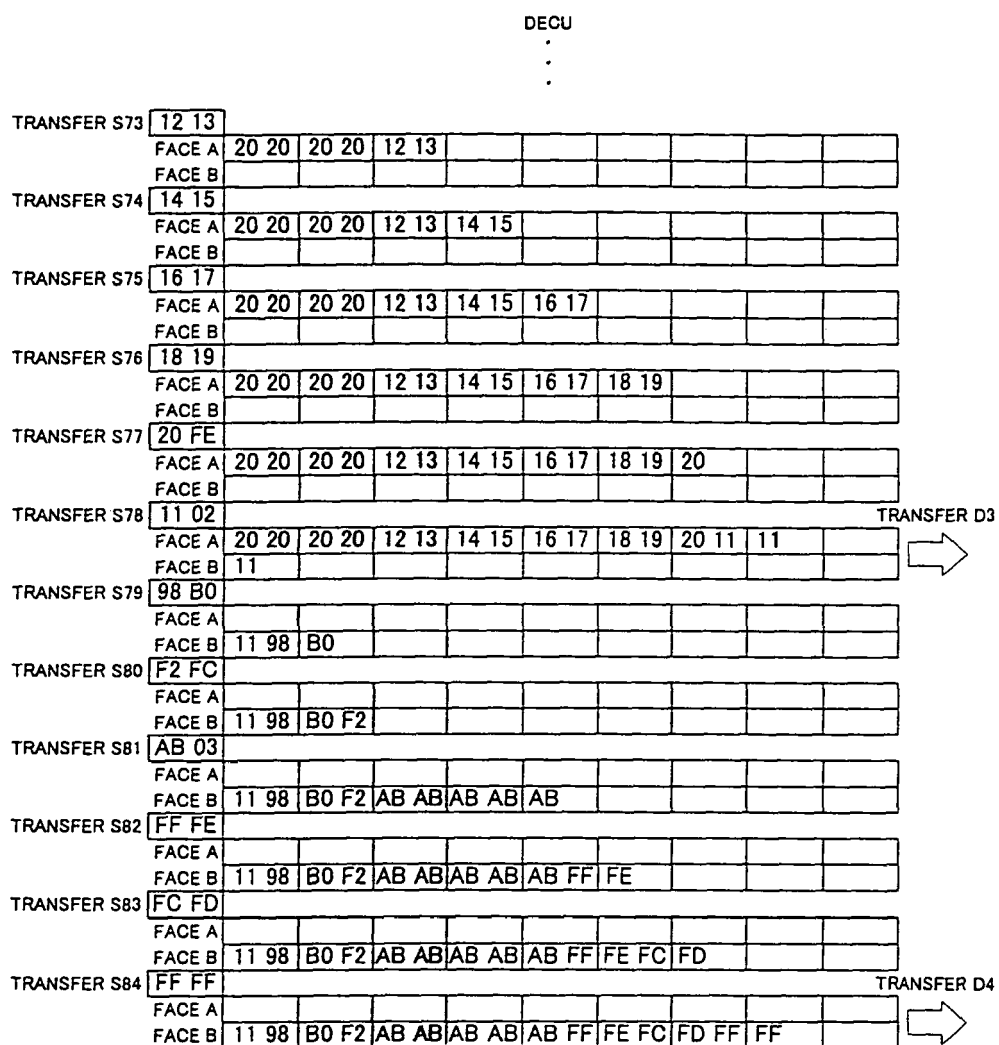 DECU
TRANSFER S73 12 13
FACE A 20 20 20 20 12 13
FACE B
TRANSFER S74 14 15
FACE A 20 20 20 20 12 13 14 15
FACE B
TRANSFER S75 16 17
FACE A 20 20 20 20 12 13 14 15 16 17
FACE B
TRANSFER S76 18 19
FACE A 20 20 20 20 12 13 14 15 16 17 18 19
FACE B
TRANSFER S77 20 FE
FACE A 20 20 20 20 12 13 14 15 16 17 18 19 20
FACE B
TRANSFER S78 11 02 TRANSFER D3
FACE A 20 20 20 20 12 13 14 15 16 17 18 19 20 11 11
FACE B 11
TRANSFER S79 98 B0
FACE A
FACE B 11 98 B0
TRANSFER S80 F2 FC
FACE A
FACE B 11 98 B0 F2
TRANSFER S81 AB 03
FACE A
FACE B 11 98 B0 F2 AB AB AB AB AB
TRANSFER S82 FF FE
FACE A
FACE B 11 98 B0 F2 AB AB AB AB AB FF FE
TRANSFER S83 FC FD
FACE A
FACE B 11 98 B0 F2 AB AB AB AB AB FF FE FC FD
TRANSFER S84 FF FF TRANSFER D4
FACE A
FACE B 11 98 B0 F2 AB AB AB AB AB FF FE FC FD FF FF